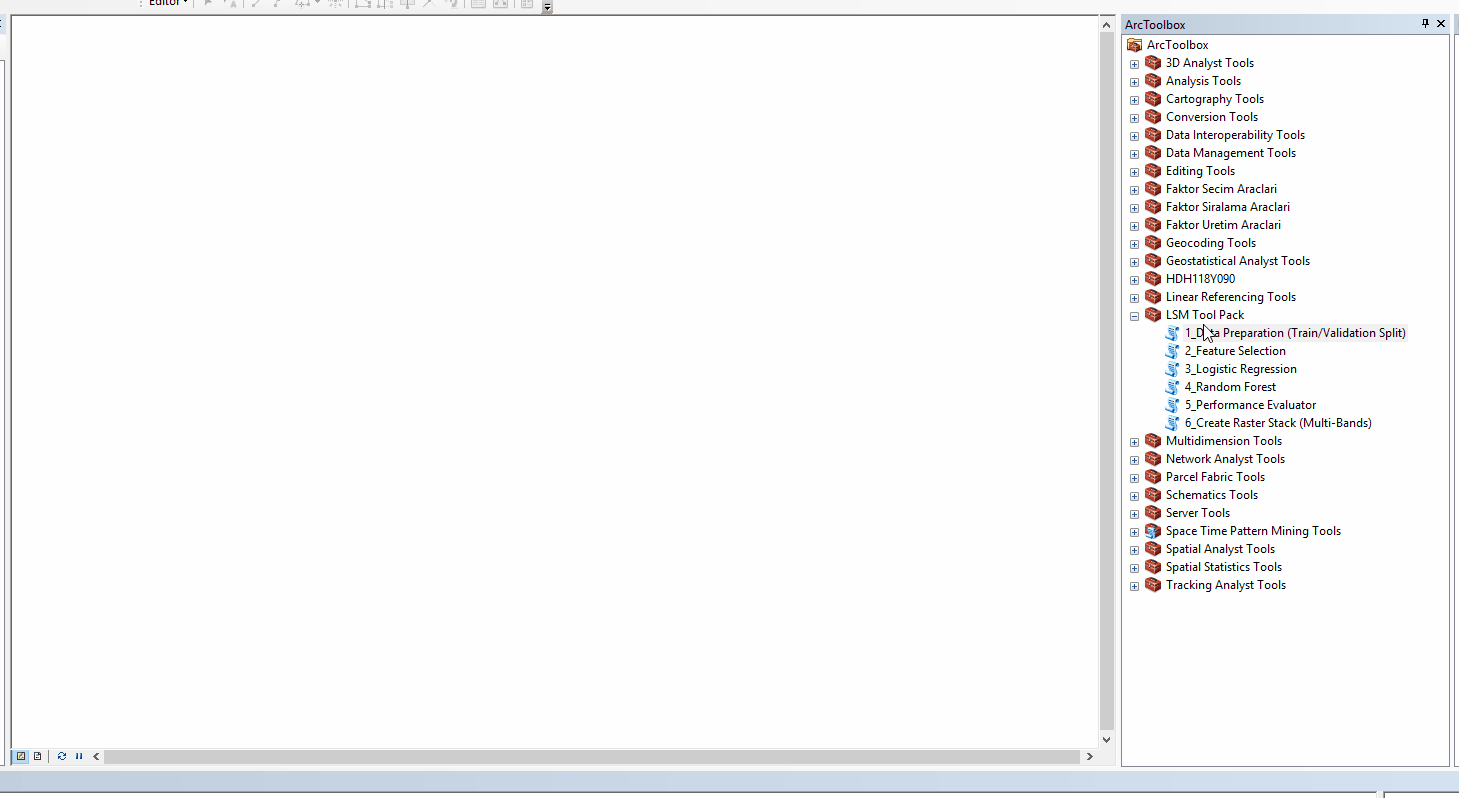 Editor
ArcToolbox
ArcToolbox
3D Analyst Tools
Analysis Tools
Cartography Tools
Conversion Tools
Data Interoperability Tools
Data Management Tools
Editing Tools
Faktor Secim Araclari
Faktor Siralama Araclari
Faktor Uretim Araclari
Geocoding Tools
Geostatistical Analyst Tools
HDH118Y090
Linear Referencing Tools
LSM Tool Pack
1_Data Preparation (Train/Validation Split)
2_Feature Selection
3_Logistic Regression
4_Random Forest
5_Performance Evaluator
6_Create Raster Stack (Multi-Bands)
Multidimension Tools
Network Analyst Tools
Parcel Fabric Tools
Schematics Tools
Server Tools
Space Time Pattern Mining Tools
Spatial Analyst Tools
Spatial Statistics Tools
Tracking Analyst Tools